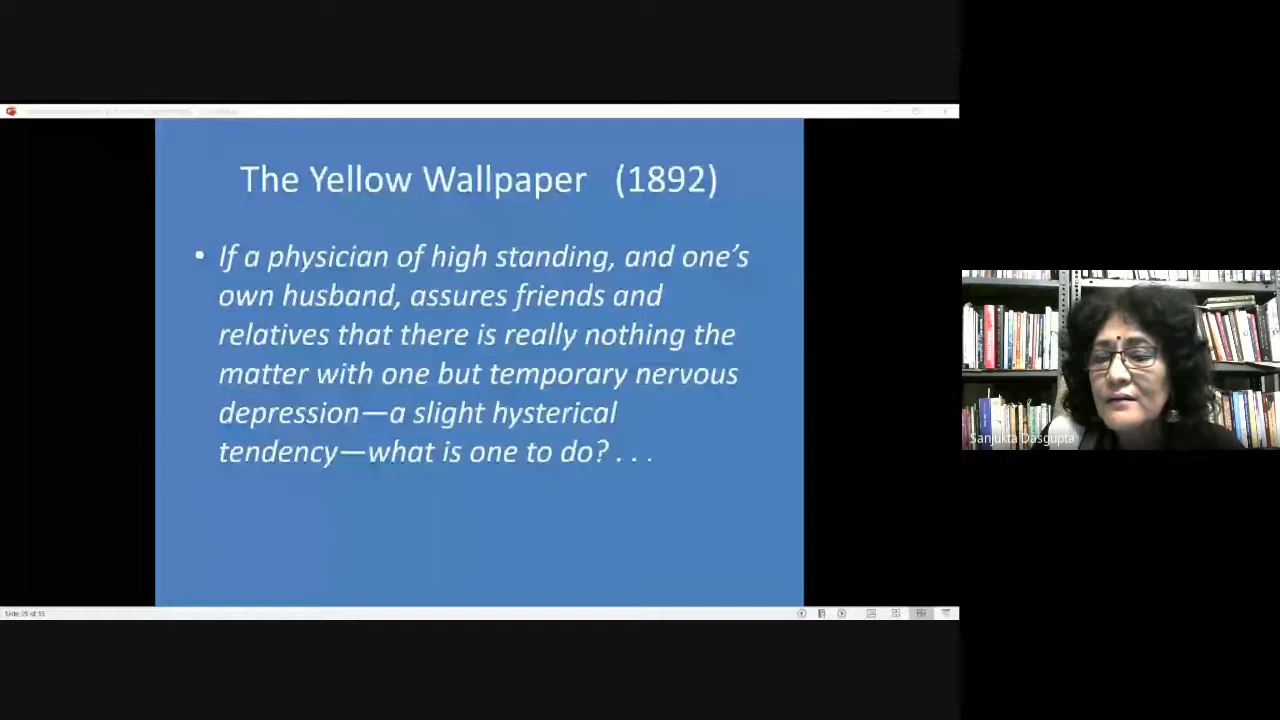 The Yellow Wallpaper (1892)
• If a physician of high standing, and one's
own husband, assures friends and
relatives that there is really nothing the
matter with one but temporary nervous
depression—a slight hysterical
tendency—what is one to do? . . .
Sanjukta Dasgupta